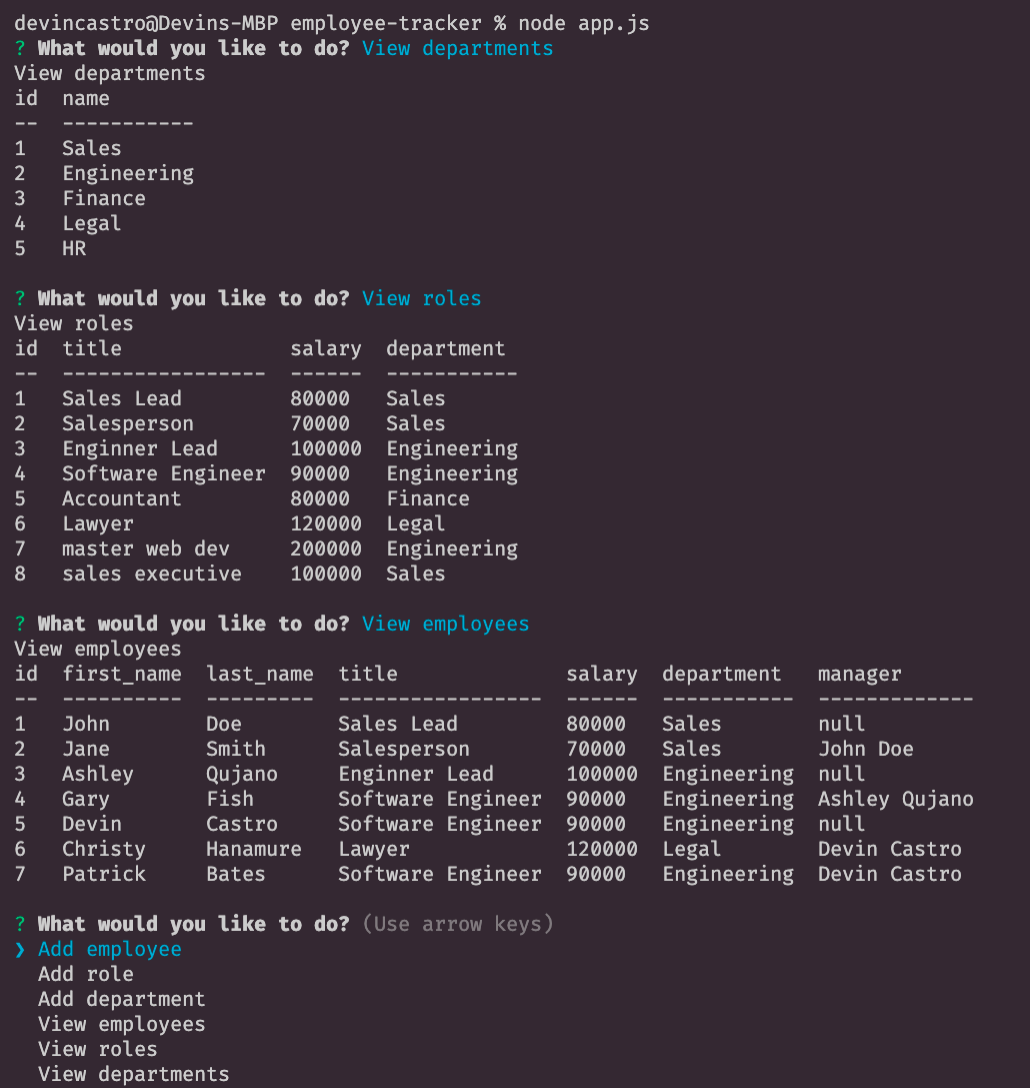 devincastro@Devins-MBP employee-tracker % node app.js
? What would you like to do? View departments
View departments
id  name
--  -----------
1   Sales
2   Engineering
3   Finance
4   Legal
5   HR
? What would you like to do? View roles
View roles
id  title              salary  department
--  -----------------  ------  -----------
1   Sales Lead         80000   Sales
2   Salesperson        70000   Sales
3   Enginner Lead      100000  Engineering
4   Software Engineer  90000   Engineering
5   Accountant         80000   Finance
6   Lawyer             120000  Legal
7   master web dev     200000  Engineering
8   sales executive    100000  Sales
? What would you like to do? View employees
View employees
id  first_name  last_name  title              salary  department   manager
--  ----------  ---------  -----------------  ------  -----------  -------------
1   John        Doe        Sales Lead         80000   Sales        null
2   Jane        Smith      Salesperson        70000   Sales        John Doe
3   Ashley      Qujano     Enginner Lead      100000  Engineering  null
4   Gary        Fish       Software Engineer  90000   Engineering  Ashley Qujano
5   Devin       Castro     Software Engineer  90000   Engineering  null
6   Christy     Hanamure   Lawyer             120000  Legal        Devin Castro
7   Patrick     Bates      Software Engineer  90000   Engineering  Devin Castro
? What would you like to do? (Use arrow keys)
❯ Add employee
  Add role
  Add department
  View employees
  View roles
  View departments